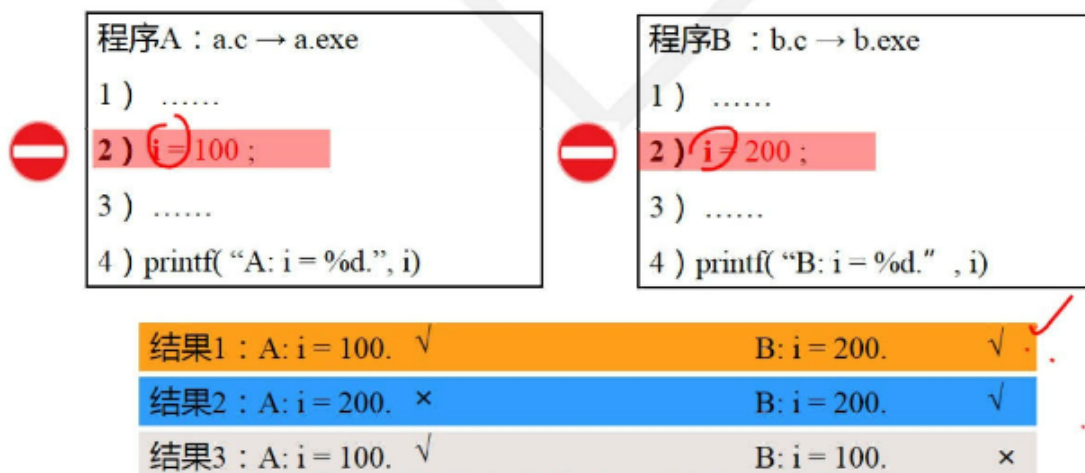 程序A：a.c → a.exe
1） ……
2）i = 100 ;
3）……
4）printf( “A: i = %d.”, i)
程序B ：b.c → b.exe
1）……
2）i = 200 ;
3）……
4）printf( “B: i = %d.” , i)
结果1：A: i = 100. √ B: i = 200. √
结果2：A: i = 200. × B: i = 200. √
结果3：A: i = 100. √ B: i = 100. ×